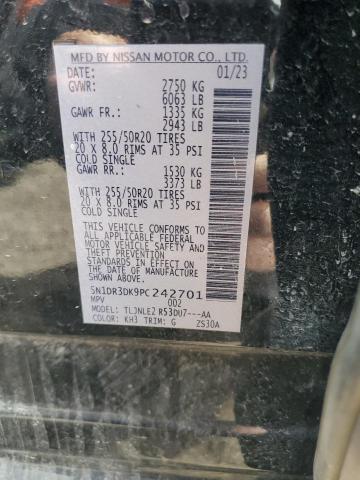 MFD BY NISSAN MOTOR CO., LTD.
DATE: 01/23
GVWR: 2750 KG
6063 LB
GAWR FR.: 1335 KG
2943 LB
WITH 255/50R20 TIRES
20 X 8.0 RIMS AT 35 PSI
COLD SINGLE
GAWR RR.: 1530 KG
3373 LB
WITH 255/50R20 TIRES
20 X 8.0 RIMS AT 35 PSI
COLD SINGLE
THIS VEHICLE CONFORMS TO ALL
APPLICABLE FEDERAL
MOTOR VEHICLE SAFETY
AND THEFT PREVENTION
STANDARDS IN EFFECT ON THE
DATE OF MANUFACTURE SHOWN
ABOVE.
5N1DR3DK9PC242701
MPV 002
MODEL: TLJNLE2 R53DU7---AA
COLOR: KH3 TRIM: G ZS30A